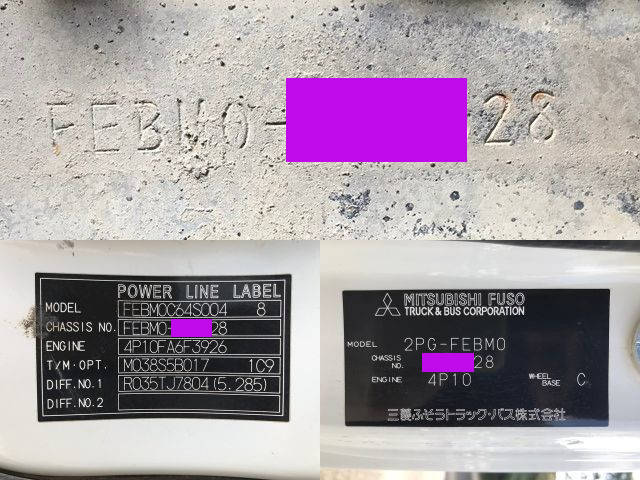 FEBM0- 28
POWER LINE LABEL
MODEL FEBM0C64S004 8
CHASSIS NO. FEBM0- 28
ENGINE 4P10FA6F3926
T/M·OPT. M038S5B017 109
DIFF.NO.1 R035TJ7804(5.285)
DIFF.NO.2
MITSUBISHI FUSO
TRUCK & BUS CORPORATION
MODEL 2PG-FEBM0
CHASSIS NO. 28
ENGINE 4P10 WHEEL BASE C
三菱ふそうトラック・バス株式会社